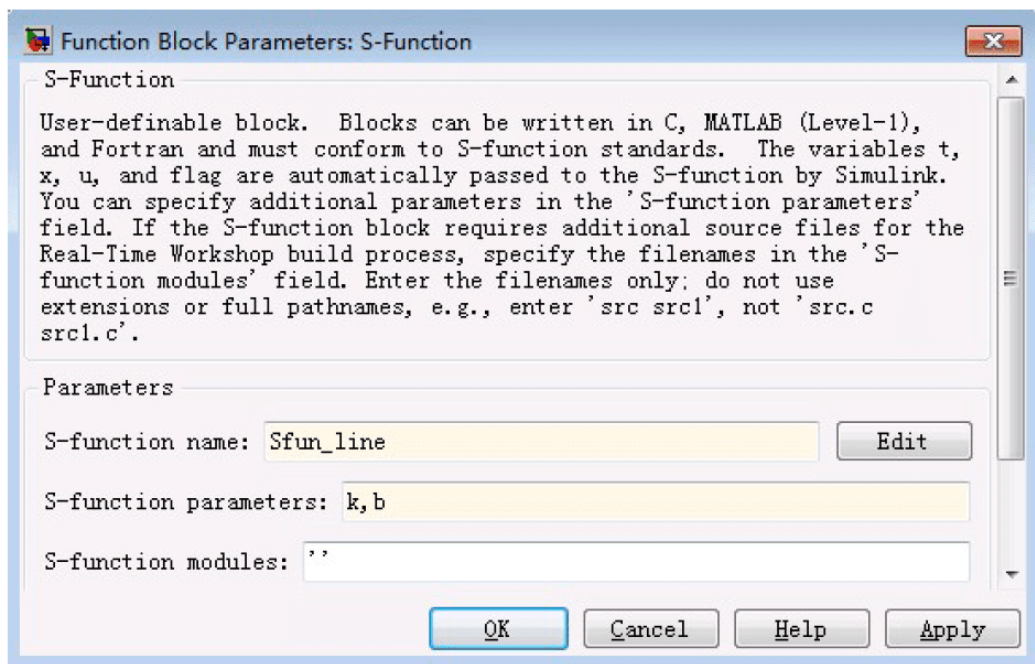 Function Block Parameters: S-Function
S-Function
User-definable block.  Blocks can be written in C, MATLAB (Level-1),
and Fortran and must conform to S-function standards.  The variables t,
x, u, and flag are automatically passed to the S-function by Simulink.
You can specify additional parameters in the 'S-function parameters'
field. If the S-function block requires additional source files for the
Real-Time Workshop build process, specify the filenames in the 'S-
function modules' field. Enter the filenames only; do not use
extensions or full pathnames, e.g., enter 'src src1', not 'src.c
src1.c'.
Parameters
S-function name: Sfun_line Edit
S-function parameters: k,b
S-function modules: ''
OK Cancel Help Apply